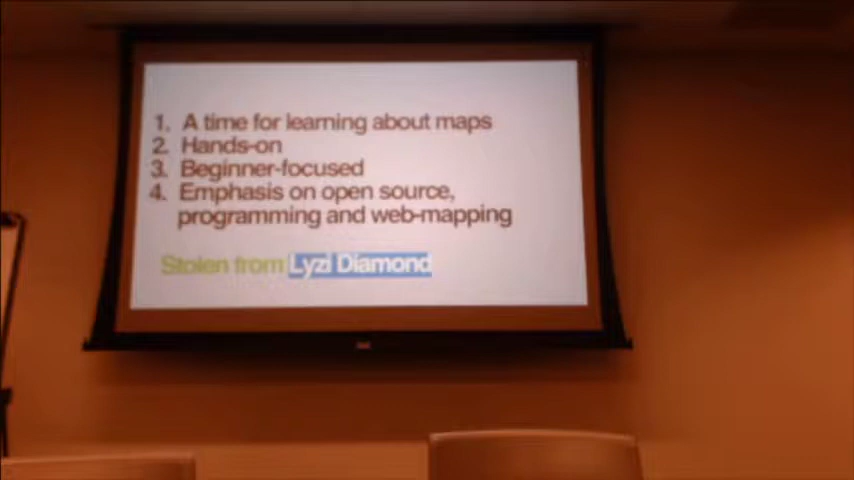 1. A time for learning about maps
2. Hands-on
3. Beginner-focused
4. Emphasis on open source,
programming and web-mapping
Stolen from Lyzi Diamond